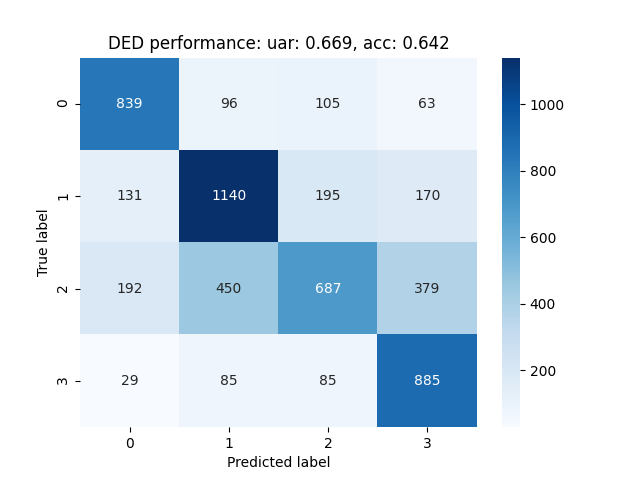 DED performance: uar: 0.669, acc: 0.642
0 839 96 105 63
1 131 1140 195 170
2 192 450 687 379
3 29 85 85 885
0 1 2 3
True label
Predicted label
1000
800
600
400
200